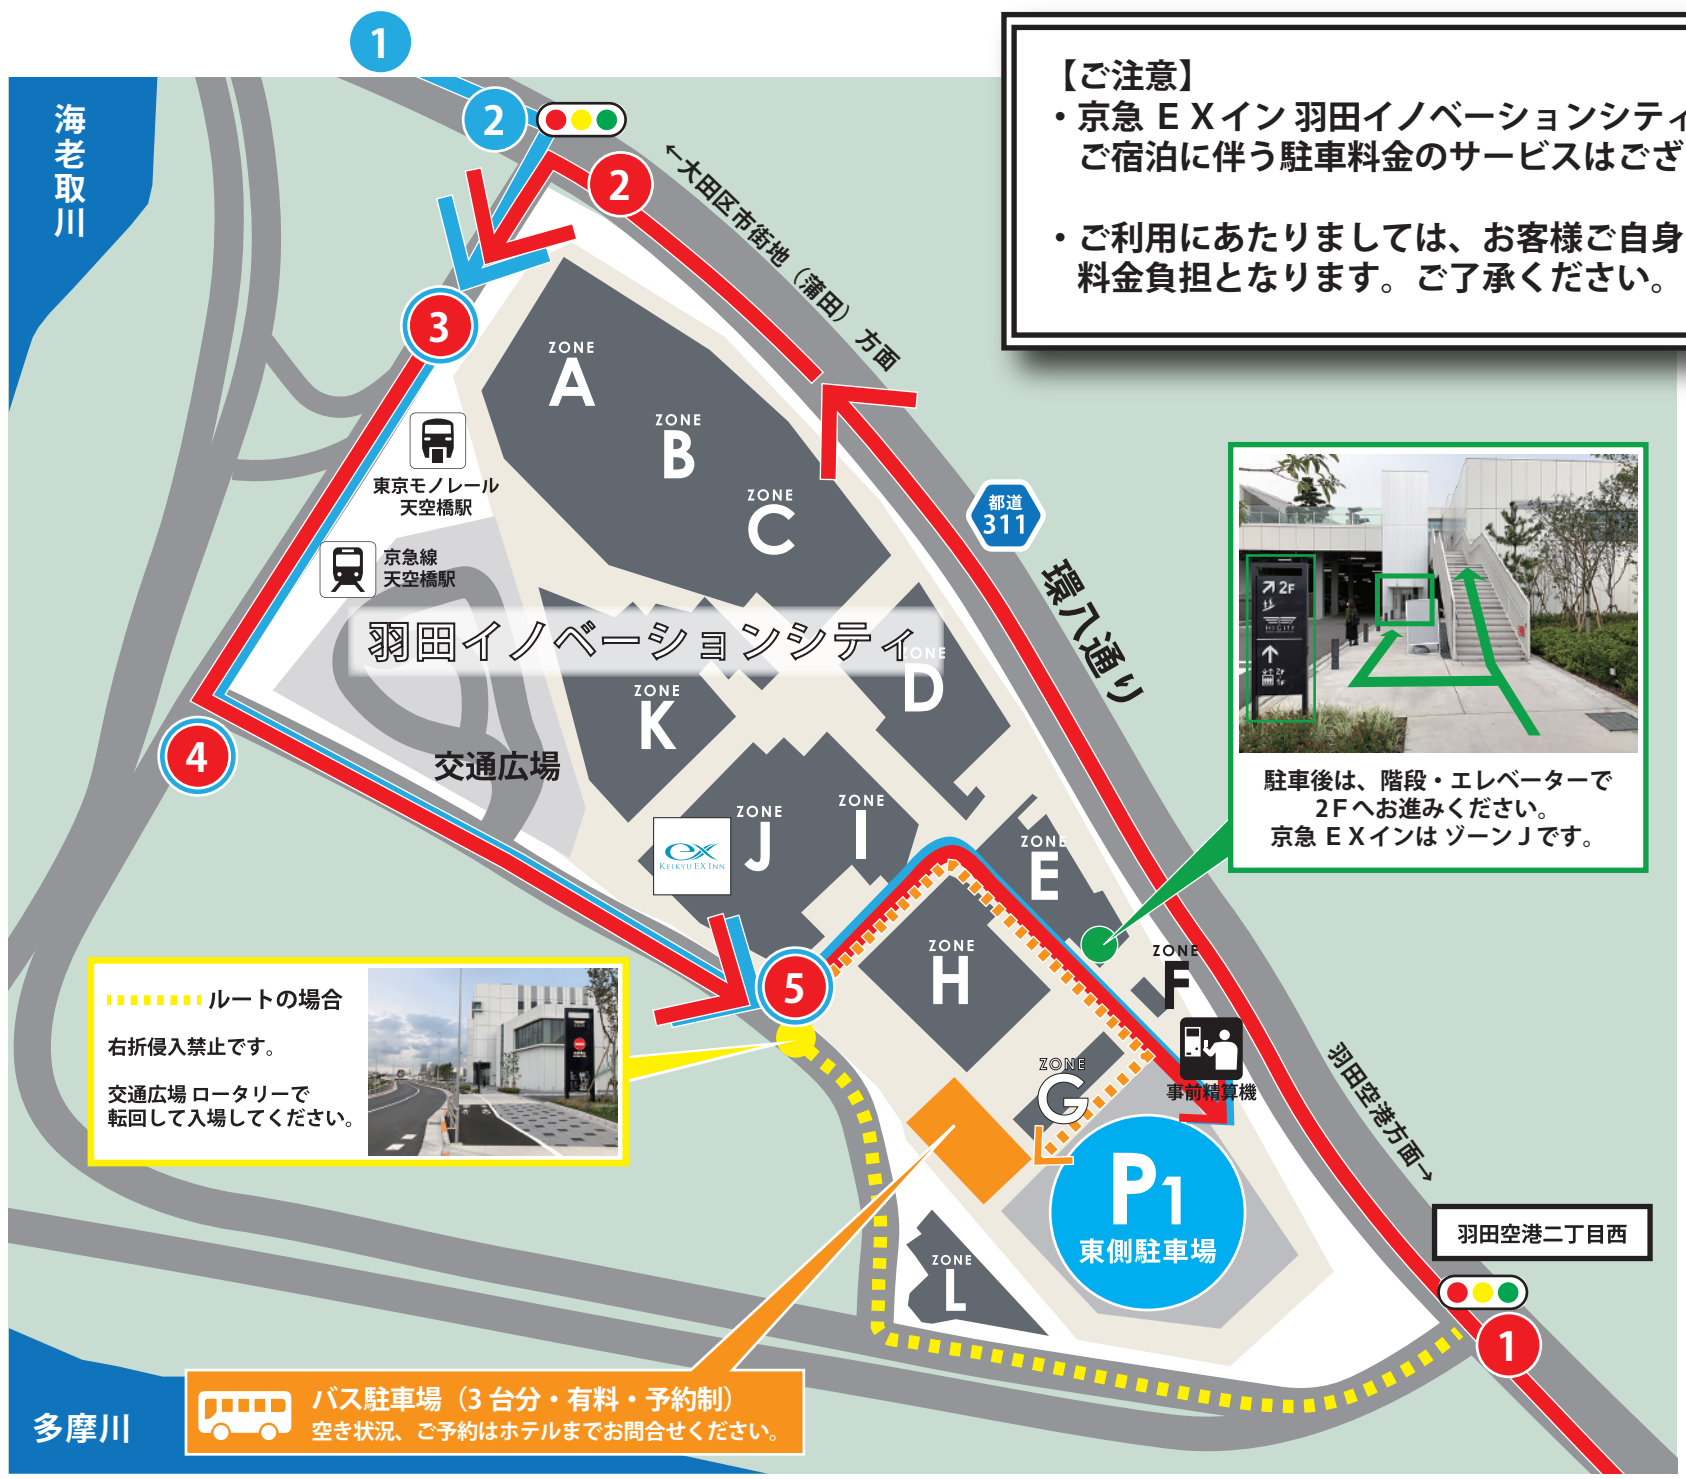 【ご注意】
・京急 ＥＸイン 羽田イノベーションシティ
ご宿泊に伴う駐車料金のサービスはござ
・ご利用にあたりましては、お客様ご自身
料金負担となります。ご了承ください。
1
2
海老取川
2
←大田区市街地（蒲田）方面
3
ZONE
A
ZONE
B
ZONE
C
東京モノレール
天空橋駅
京急線
天空橋駅
都道
311
環八通り
羽田イノベーションシティ
ZONE
D
ZONE
K
交通広場
4
2F
HICITY
2F
1F
駐車後は、階段・エレベーターで
2Fへお進みください。
京急 ＥＸインは ゾーンＪです。
ZONE
J
ZONE
I
ex
KEIKYU EX INN
ZONE
E
ZONE
H
ZONE
F
5
ルートの場合
右折侵入禁止です。
交通広場 ロータリーで
転回して入場してください。
ZONE
G
事前精算機
羽田空港方面→
P1
東側駐車場
羽田空港二丁目西
ZONE
L
1
バス駐車場（3 台分・有料・予約制）
空き状況、ご予約はホテルまでお問合せください。
多摩川